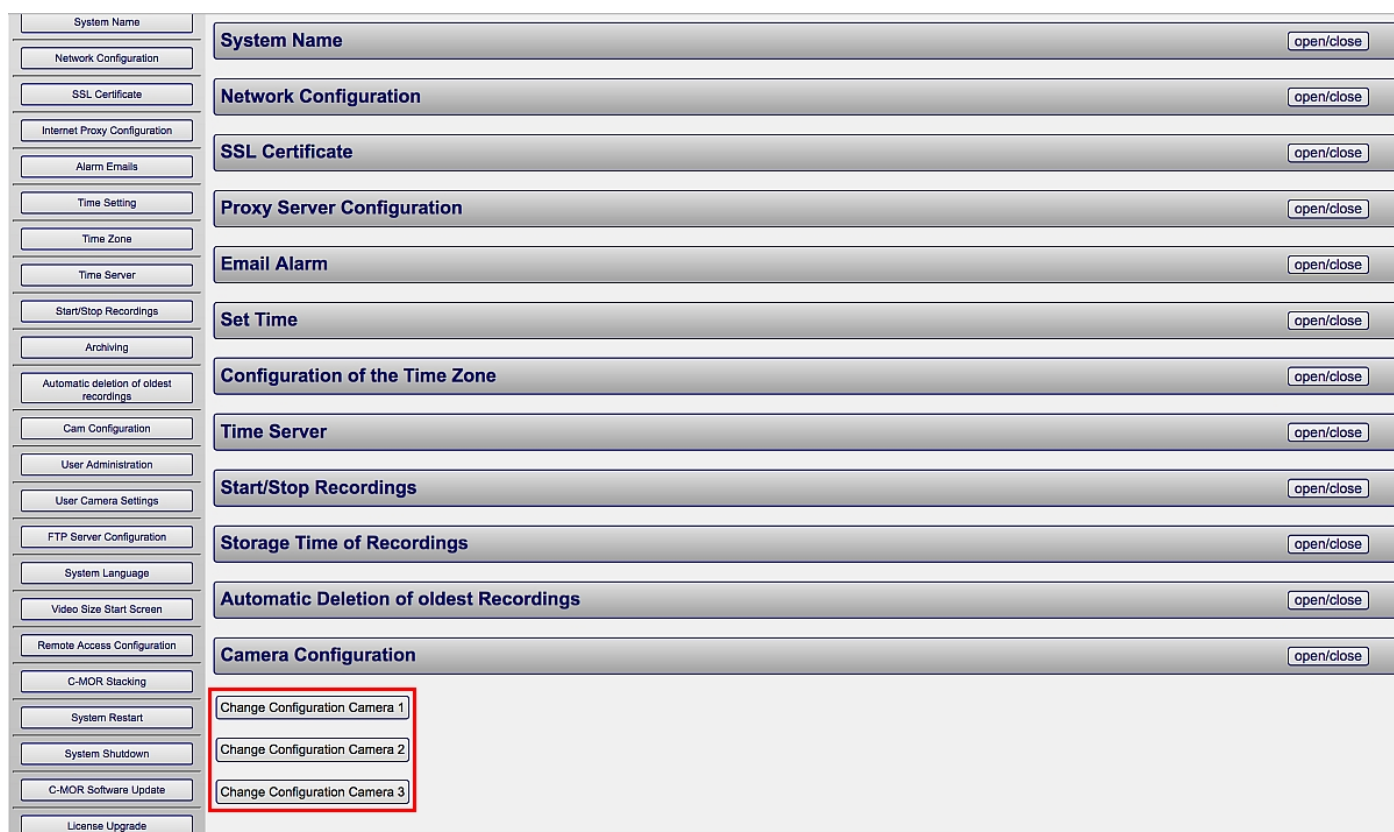 System Name
Network Configuration
SSL Certificate
Internet Proxy Configuration
Alarm Emails
Time Setting
Time Zone
Time Server
Start/Stop Recordings
Archiving
Automatic deletion of oldest
recordings
Cam Configuration
User Administration
User Camera Settings
FTP Server Configuration
System Language
Video Size Start Screen
Remote Access Configuration
C-MOR Stacking
System Restart
System Shutdown
C-MOR Software Update
License Upgrade
System Name open/close
Network Configuration open/close
SSL Certificate open/close
Proxy Server Configuration open/close
Email Alarm open/close
Set Time open/close
Configuration of the Time Zone open/close
Time Server open/close
Start/Stop Recordings open/close
Storage Time of Recordings open/close
Automatic Deletion of oldest Recordings open/close
Camera Configuration open/close
Change Configuration Camera 1
Change Configuration Camera 2
Change Configuration Camera 3